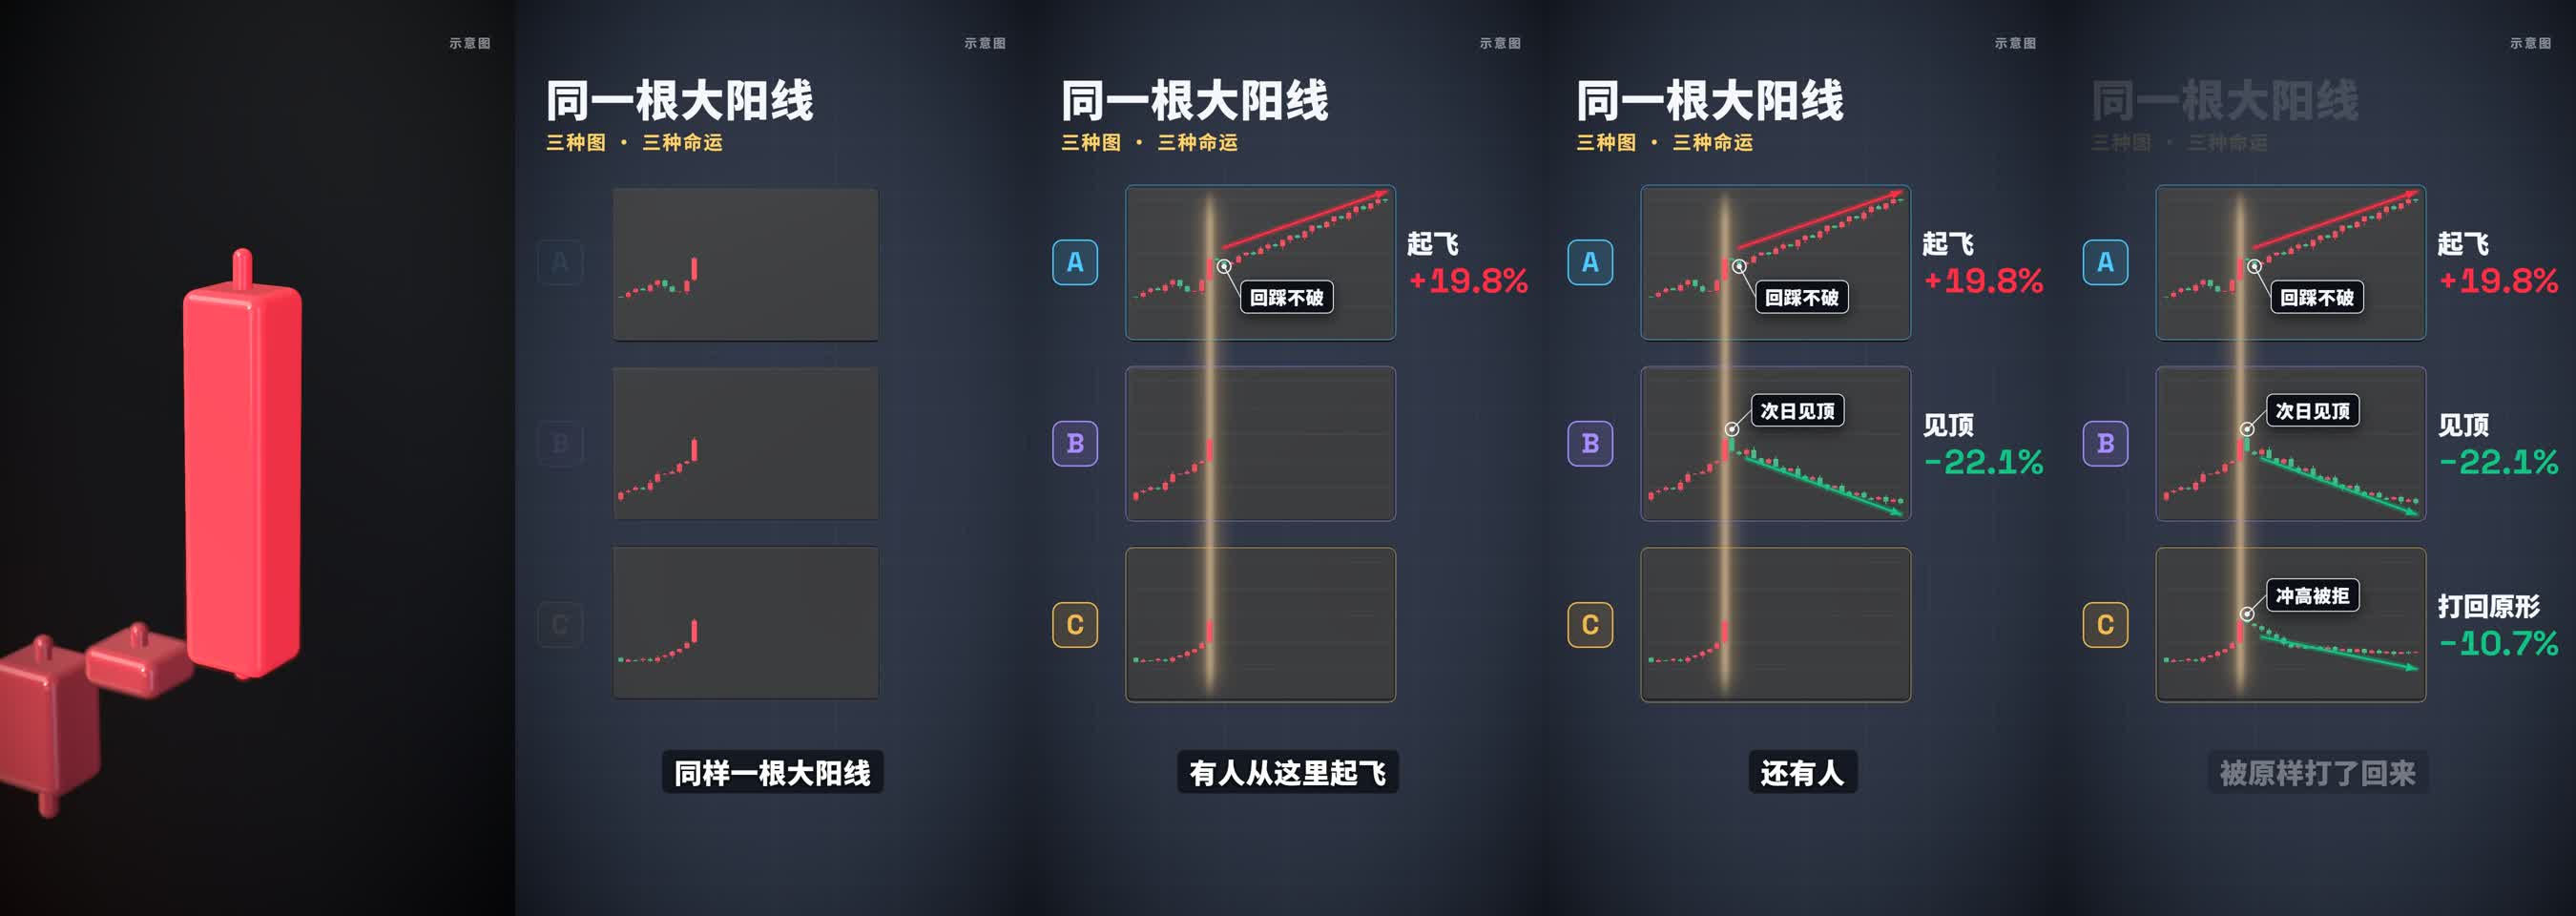 示意图
示意图
同一根大阳线
三种图 · 三种命运
A
B
C
同样一根大阳线
示意图
同一根大阳线
三种图 · 三种命运
A
回踩不破
起飞
+19.8%
B
C
有人从这里起飞
示意图
同一根大阳线
三种图 · 三种命运
A
回踩不破
起飞
+19.8%
B
次日见顶
见顶
-22.1%
C
还有人
示意图
同一根大阳线
三种图 · 三种命运
A
回踩不破
起飞
+19.8%
B
次日见顶
见顶
-22.1%
C
冲高被拒
打回原形
-10.7%
被原样打了回来